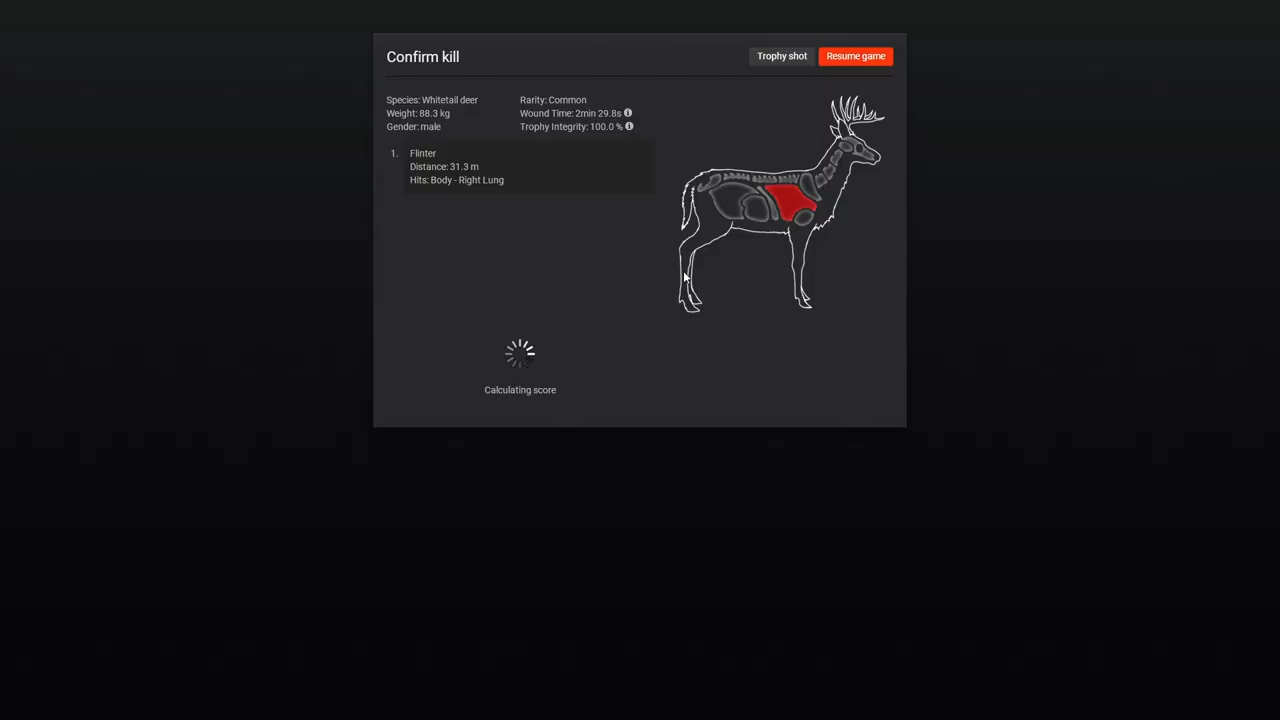 Confirm kill
Trophy shot
Resume game
Species: Whitetail deer
Weight: 88.3 kg
Gender: male
Rarity: Common
Wound Time: 2min 29.8s
Trophy Integrity: 100.0 %
1. Flinter
Distance: 31.3 m
Hits: Body - Right Lung
Calculating score